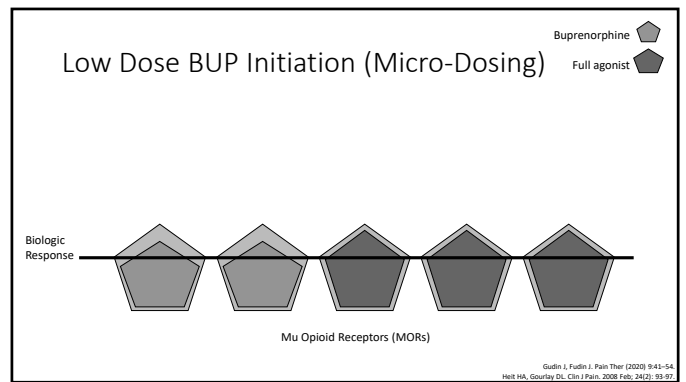 Buprenorphine
Low Dose BUP Initiation (Micro-Dosing)
Full agonist
Biologic
Response
Mu Opioid Receptors (MORs)
Gudin J, Fudin J. Pain Ther (2020) 9:41–54.
Heit HA, Gourlay DL. Clin J Pain. 2008 Feb; 24(2): 93-97.